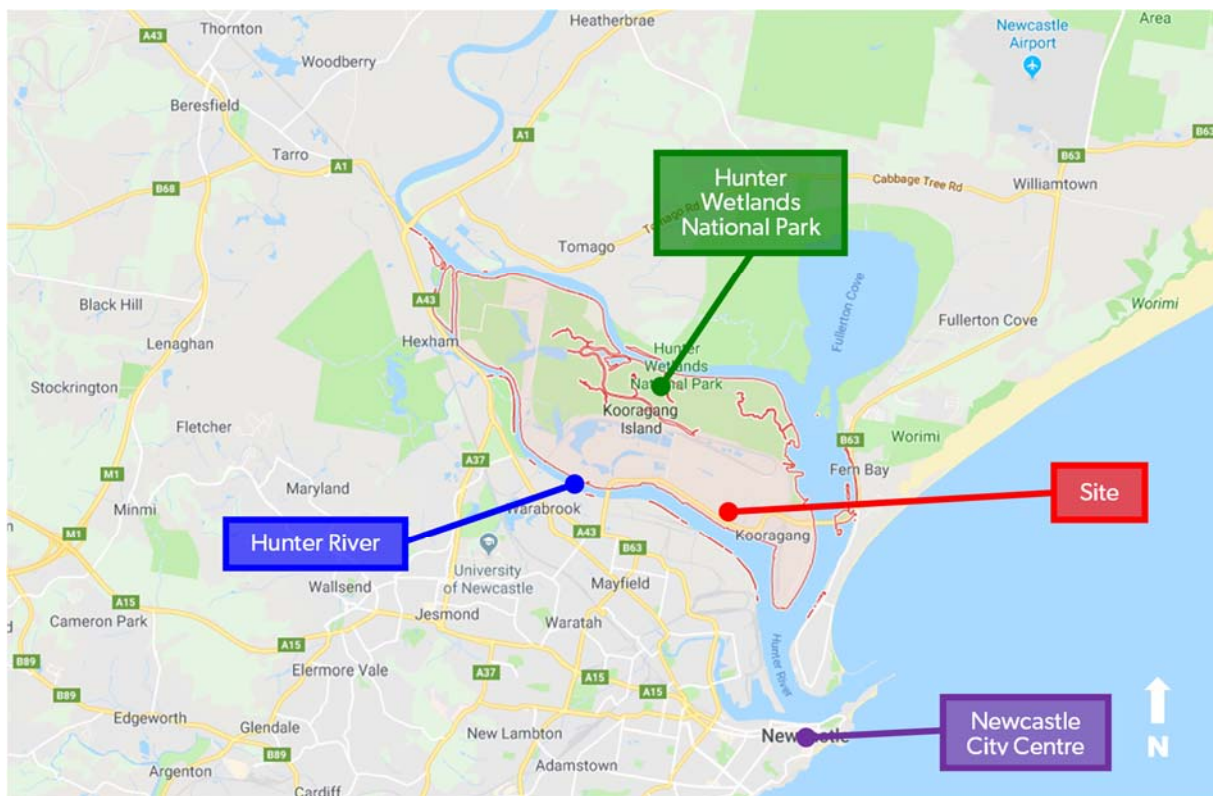 Heatherbrae
Area
A43
Thornton
Newcastle
Airport
Woodberry
Beresfield
A1
Tarro
A1
B63
B63
B68
Hunter
Wetlands
National Park
Cabbage Tree Rd
Williamtown
Tomago Rd
Tomago
Fullerton Cove
Black Hill
A43
Worimi
Lenaghan
Hexham
Fullerton Cove
Hunter
Wetlands
National Park
Stockrington
Kooragang
Island
Fletcher
B63
Worimi
A37
Fern Bay
M1
Maryland
Site
Minmi
Warabrook
Kooragang
Hunter River
A43
M1
B63
University
of Newcastle
Mayfield
Wallsend
A15
Jesmond
Cameron Park
Waratah
A15
Hunter River
B89
Elermore Vale
A37
A15
A15
B89
Edgeworth
Glendale
New Lambton
Newcastle
Newcastle
City Centre
N
Argenton
Adamstown
Cardiff